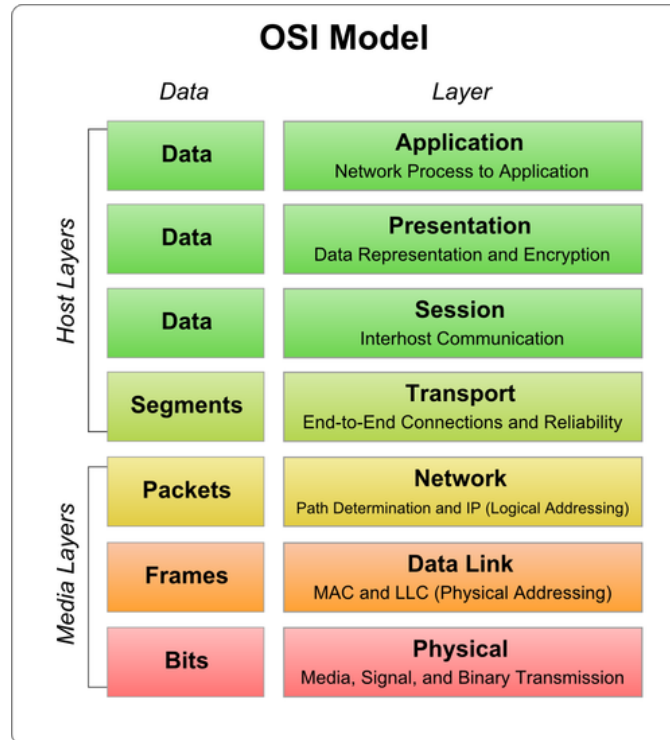 OSI Model
Data Layer
Host Layers
Data
Application
Network Process to Application
Data
Presentation
Data Representation and Encryption
Data
Session
Interhost Communication
Segments
Transport
End-to-End Connections and Reliability
Media Layers
Packets
Network
Path Determination and IP (Logical Addressing)
Frames
Data Link
MAC and LLC (Physical Addressing)
Bits
Physical
Media, Signal, and Binary Transmission